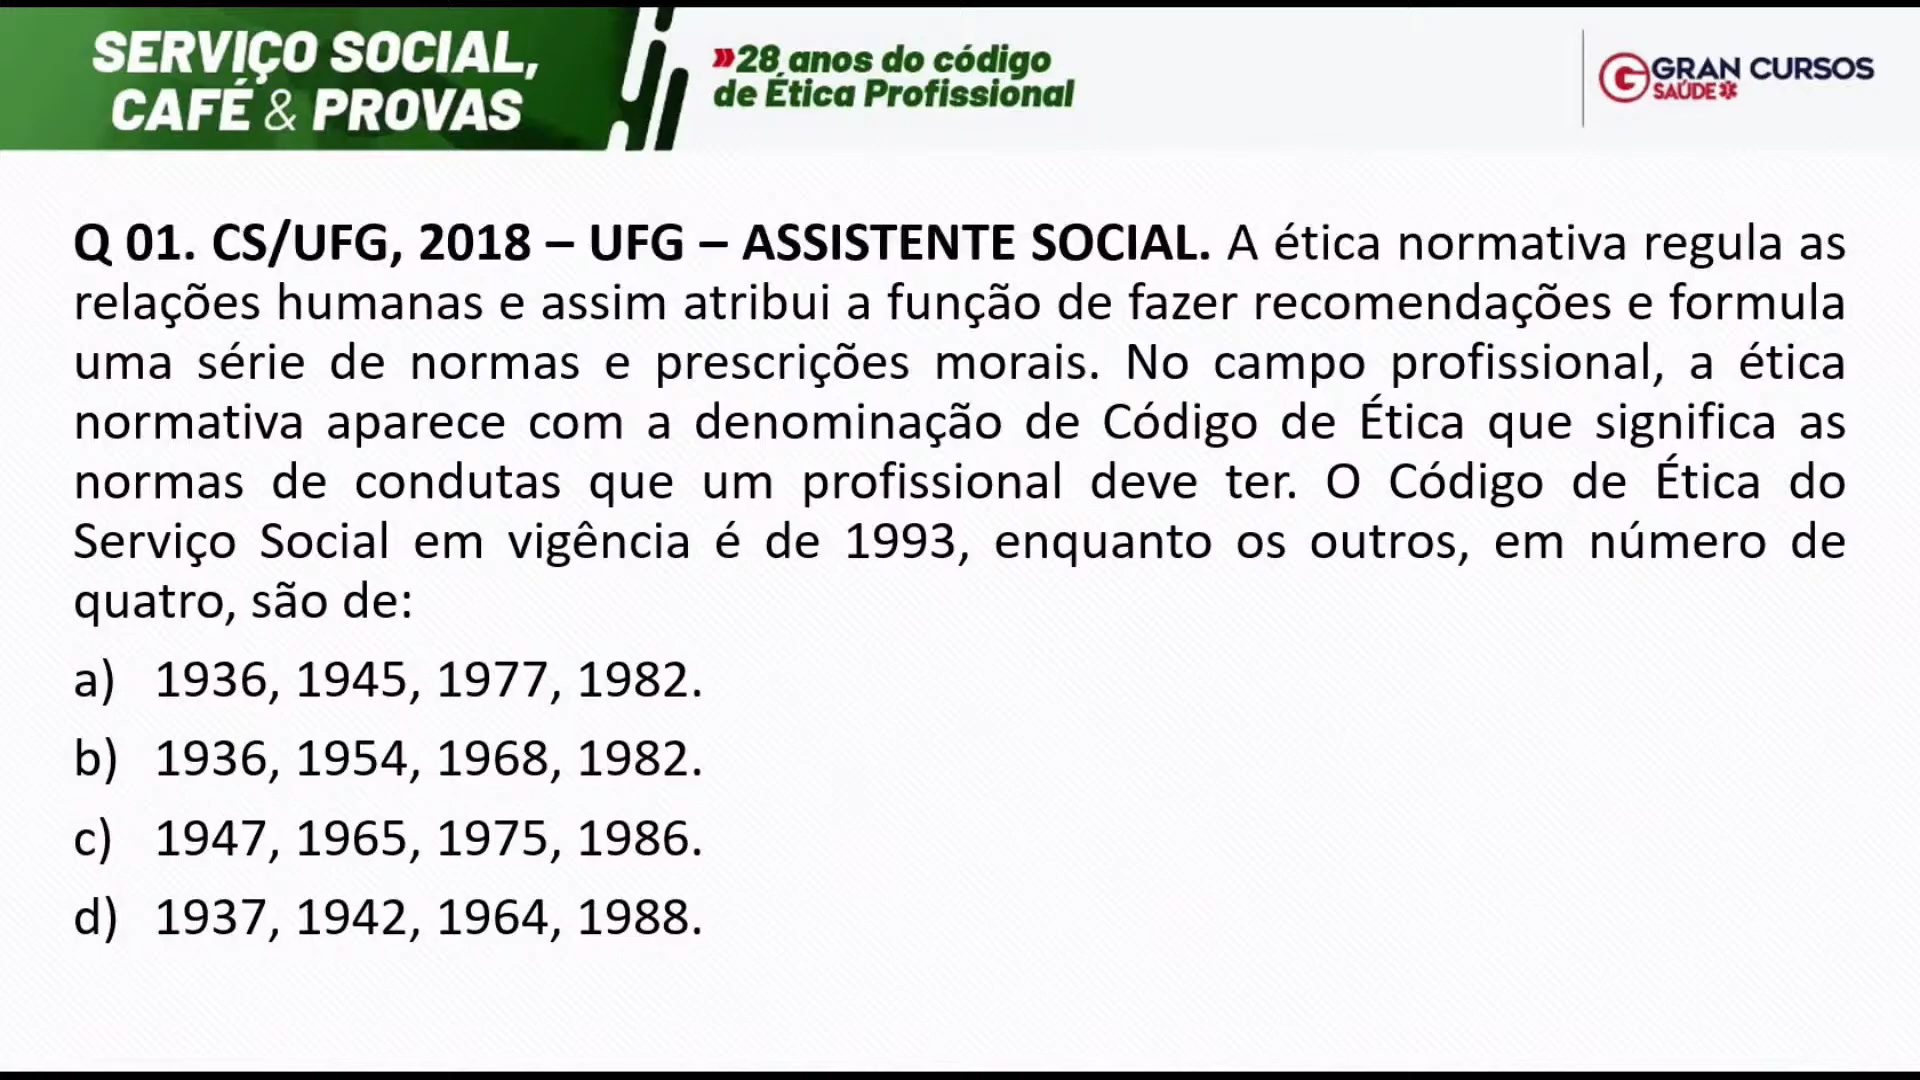 SERVIÇO SOCIAL,
CAFÉ & PROVAS
»28 anos do código
de Ética Profissional
GRAN CURSOS
SAÚDE
Q 01. CS/UFG, 2018 – UFG – ASSISTENTE SOCIAL. A ética normativa regula as
relações humanas e assim atribui a função de fazer recomendações e formula
uma série de normas e prescrições morais. No campo profissional, a ética
normativa aparece com a denominação de Código de Ética que significa as
normas de condutas que um profissional deve ter. O Código de Ética do
Serviço Social em vigência é de 1993, enquanto os outros, em número de
quatro, são de:
a) 1936, 1945, 1977, 1982.
b) 1936, 1954, 1968, 1982.
c) 1947, 1965, 1975, 1986.
d) 1937, 1942, 1964, 1988.